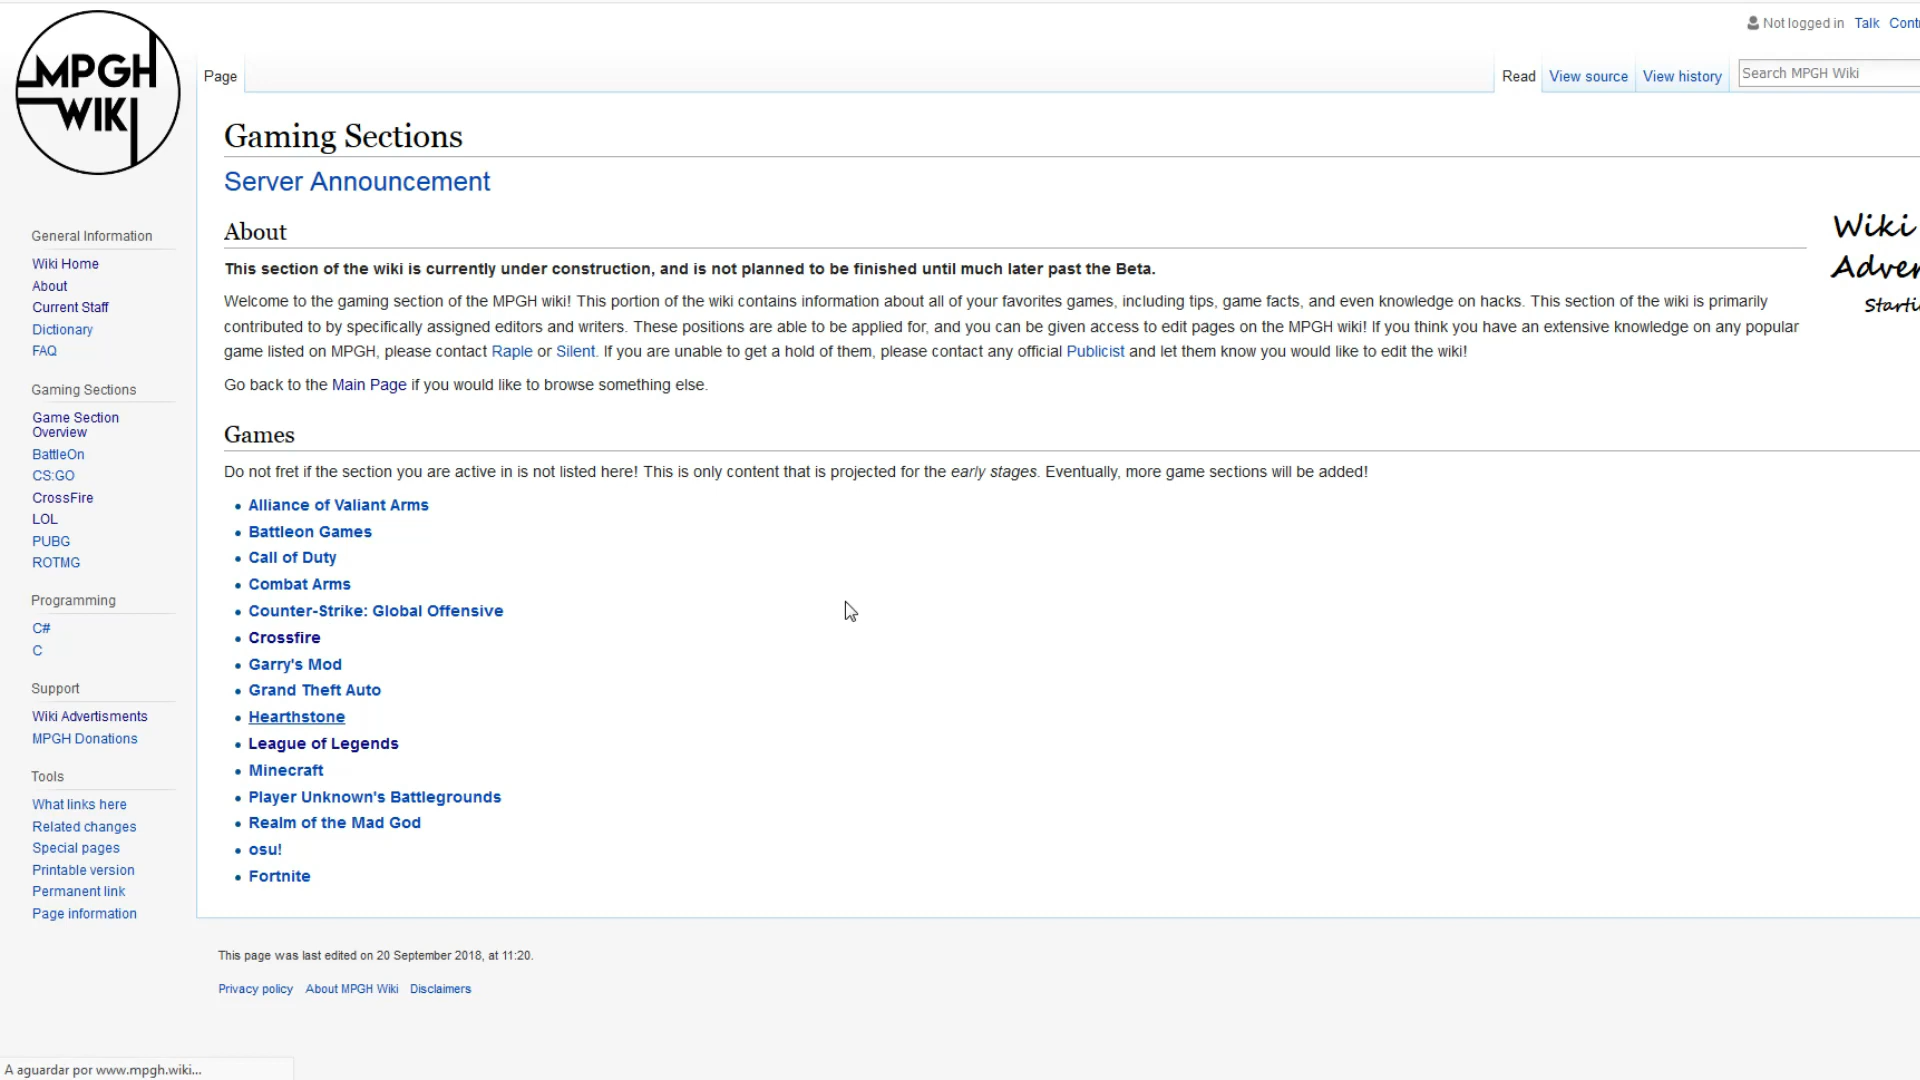 MPGH
WIKI
Not logged in Talk Cont
Page
Read View source View history Search MPGH Wiki
Gaming Sections
Server Announcement
About
This section of the wiki is currently under construction, and is not planned to be finished until much later past the Beta.
Welcome to the gaming section of the MPGH wiki! This portion of the wiki contains information about all of your favorites games, including tips, game facts, and even knowledge on hacks. This section of the wiki is primarily
contributed to by specifically assigned editors and writers. These positions are able to be applied for, and you can be given access to edit pages on the MPGH wiki! If you think you have an extensive knowledge on any popular
game listed on MPGH, please contact Raple or Silent. If you are unable to get a hold of them, please contact any official Publicist and let them know you would like to edit the wiki!
Go back to the Main Page if you would like to browse something else.
Wiki
Adver
Starti
Games
Do not fret if the section you are active in is not listed here! This is only content that is projected for the early stages. Eventually, more game sections will be added!
• Alliance of Valiant Arms
• Battleon Games
• Call of Duty
• Combat Arms
• Counter-Strike: Global Offensive
• Crossfire
• Garry's Mod
• Grand Theft Auto
• Hearthstone
• League of Legends
• Minecraft
• Player Unknown's Battlegrounds
• Realm of the Mad God
• osu!
• Fortnite
General Information
Wiki Home
About
Current Staff
Dictionary
FAQ
Gaming Sections
Game Section
Overview
BattleOn
CS:GO
CrossFire
LOL
PUBG
ROTMG
Programming
C#
C
Support
Wiki Advertisments
MPGH Donations
Tools
What links here
Related changes
Special pages
Printable version
Permanent link
Page information
This page was last edited on 20 September 2018, at 11:20.
Privacy policy About MPGH Wiki Disclaimers
A aguardar por www.mpgh.wiki...